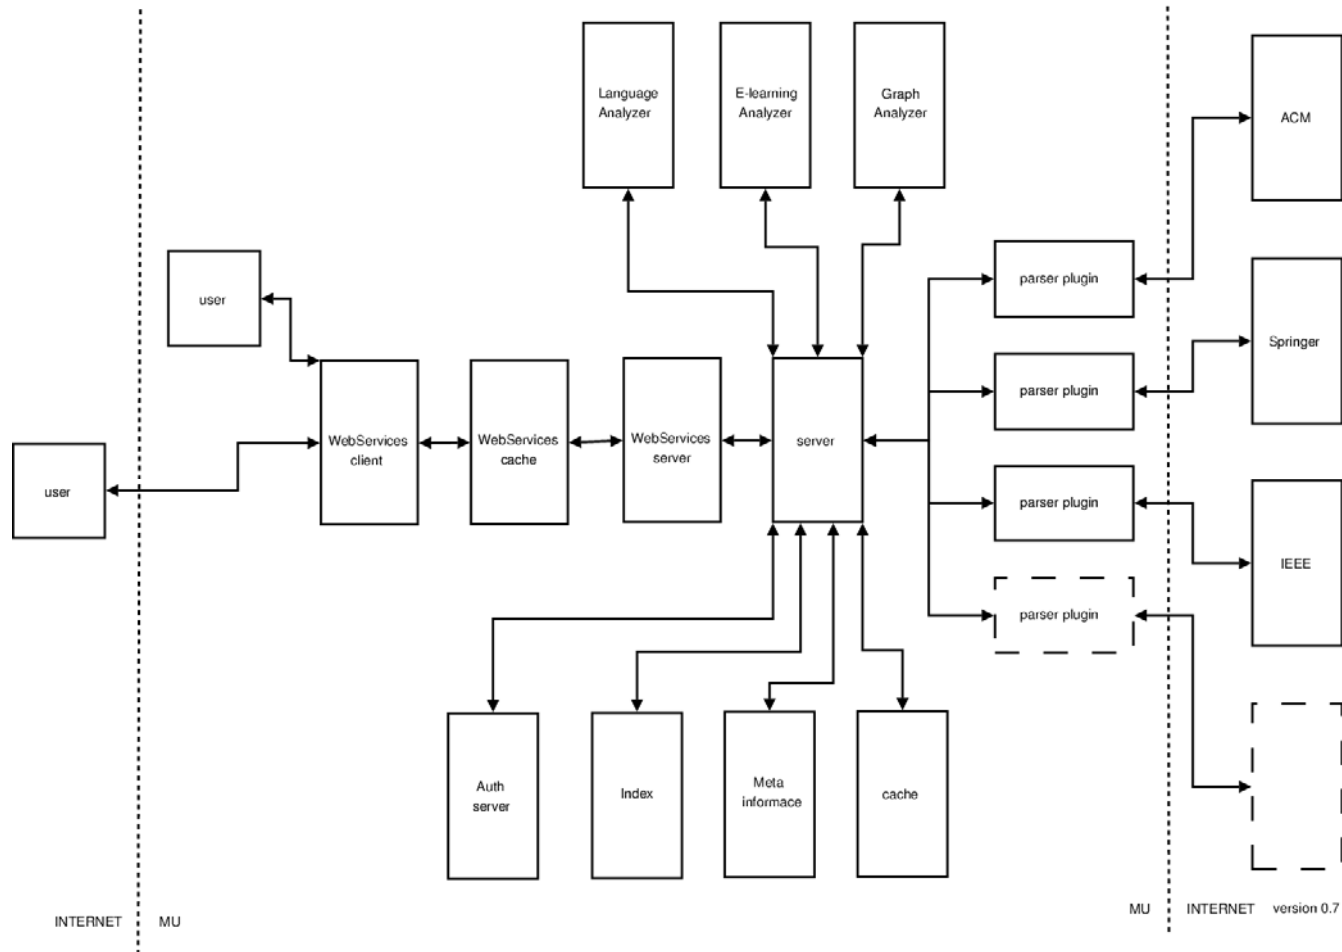 Language
Analyzer
E-learning
Analyzer
Graph
Analyzer
ACM
user
parser plugin
Springer
parser plugin
WebServices
client
WebServices
cache
WebServices
server
server
user
parser plugin
IEEE
parser plugin
Auth
server
Index
Meta
informace
cache
INTERNET
MU
MU
INTERNET
version 0.7